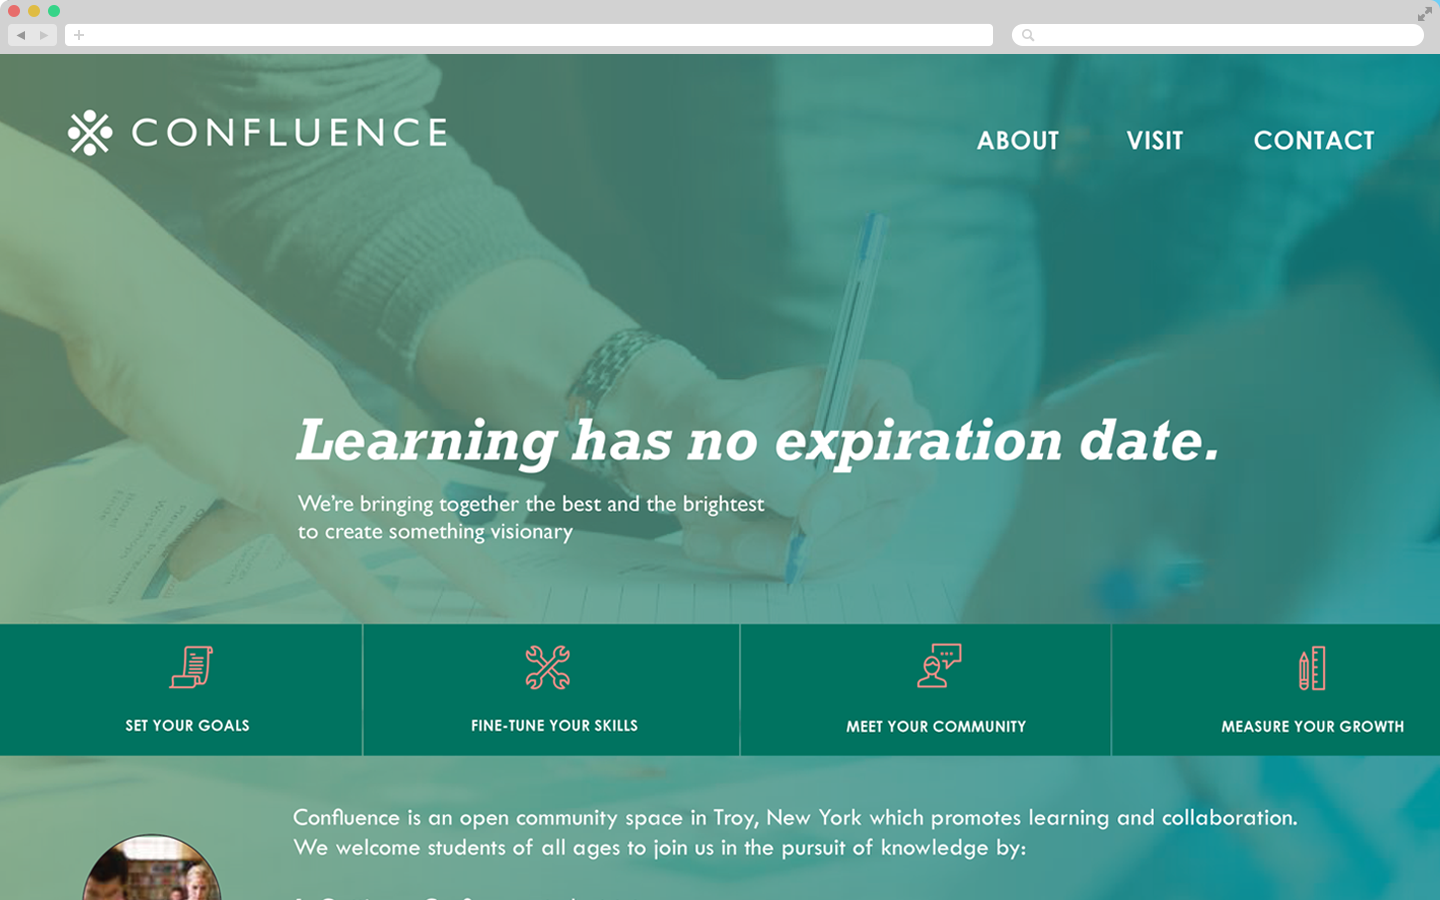 CONFLUENCE
ABOUT
VISIT
CONTACT
Learning has no expiration date.
We're bringing together the best and the brightest
to create something visionary
SET YOUR GOALS
FINE-TUNE YOUR SKILLS
MEET YOUR COMMUNITY
MEASURE YOUR GROWTH
Confluence is an open community space in Troy, New York which promotes learning and collaboration.
We welcome students of all ages to join us in the pursuit of knowledge by: